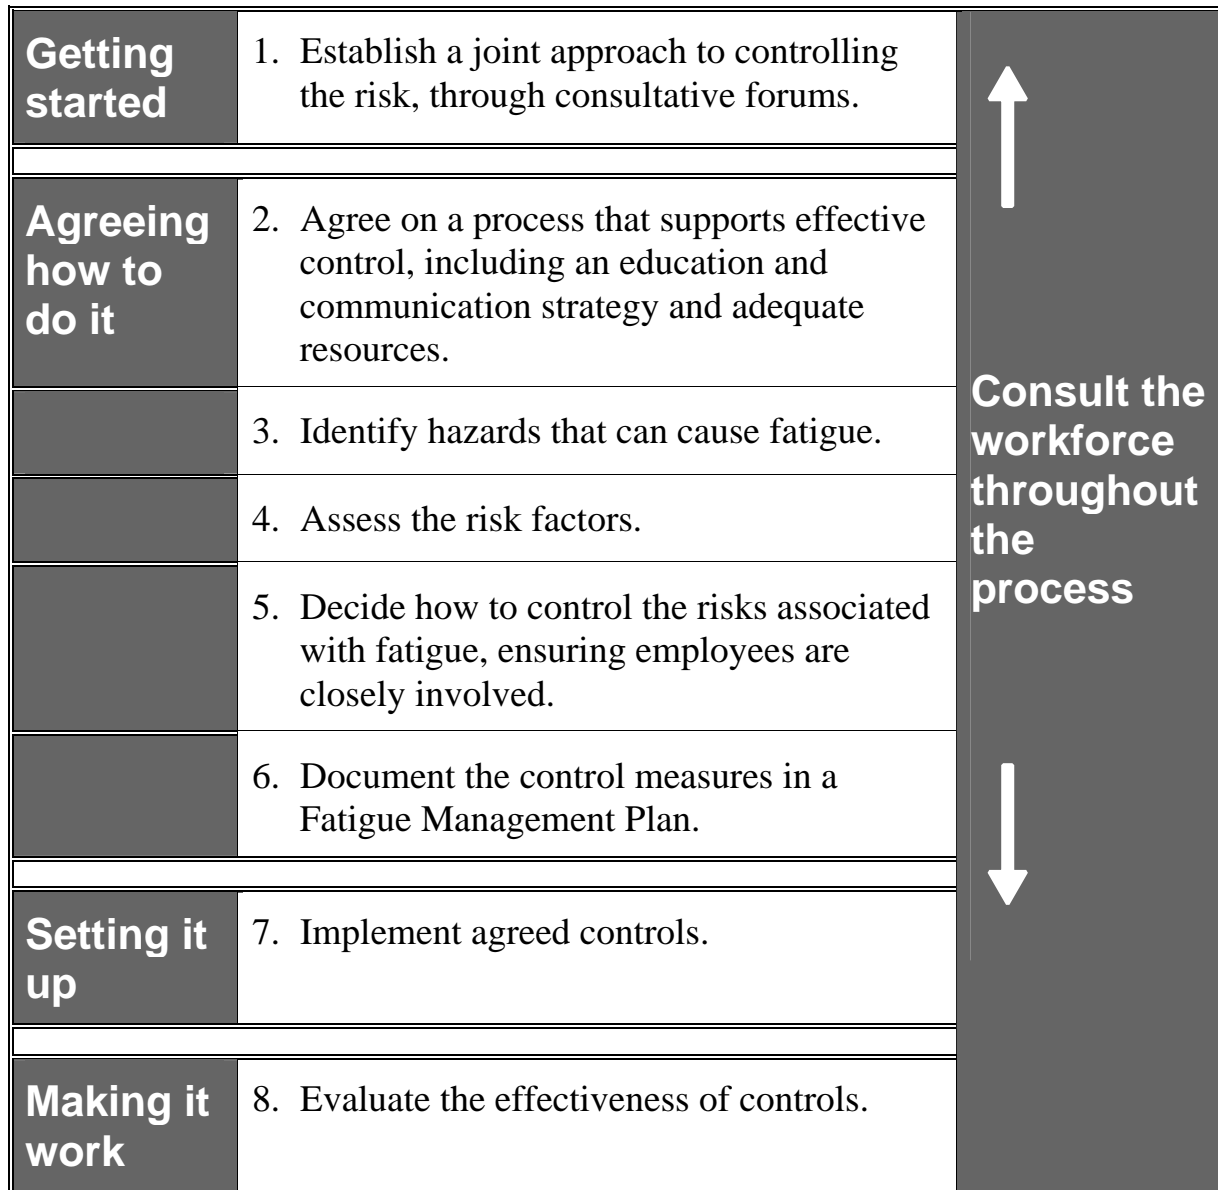 Getting
started
1. Establish a joint approach to controlling
the risk, through consultative forums.
Agreeing
how to
do it
2. Agree on a process that supports effective
control, including an education and
communication strategy and adequate
resources.
3. Identify hazards that can cause fatigue.
4. Assess the risk factors.
5. Decide how to control the risks associated
with fatigue, ensuring employees are
closely involved.
6. Document the control measures in a
Fatigue Management Plan.
Setting it
up
7. Implement agreed controls.
Making it
work
8. Evaluate the effectiveness of controls.
Consult the
workforce
throughout
the
process